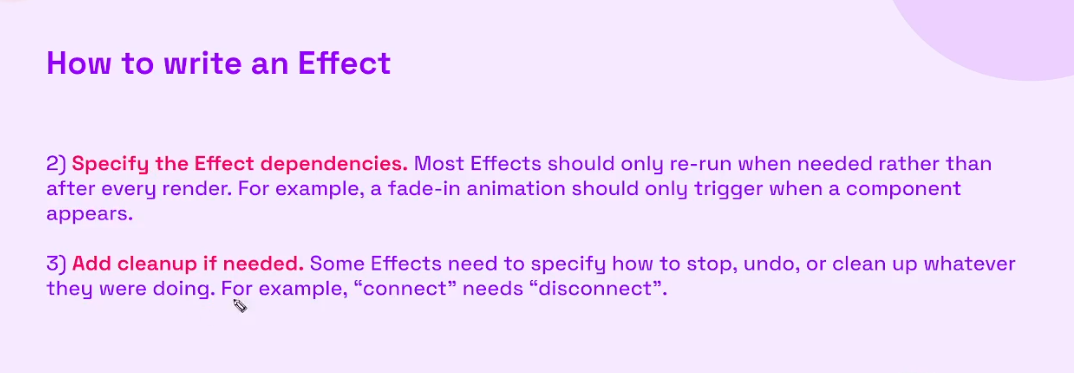 How to write an Effect
2) Specify the Effect dependencies. Most Effects should only re-run when needed rather than
after every render. For example, a fade-in animation should only trigger when a component
appears.
3) Add cleanup if needed. Some Effects need to specify how to stop, undo, or clean up whatever
they were doing. For example, “connect” needs “disconnect”.